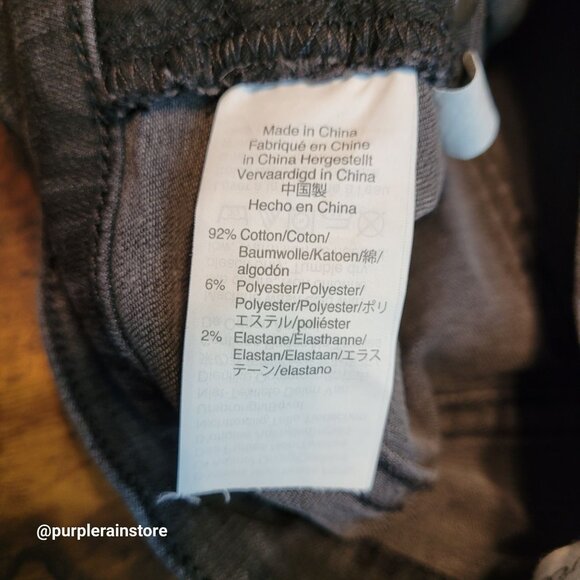 Made in China
Fabriqué en Chine
in China Hergestellt
Vervaardigd in China
中国製
Hecho en China
92% Cotton/Coton/
Baumwolle/Katoen/綿/
algodón
6% Polyester/Polyester/
Polyester/Polyester/ポリ
エステル/poliéster
2% Elastane/Elasthanne/
Elastan/Elastaan/エラス
テーン/elastano
@purplerainstore